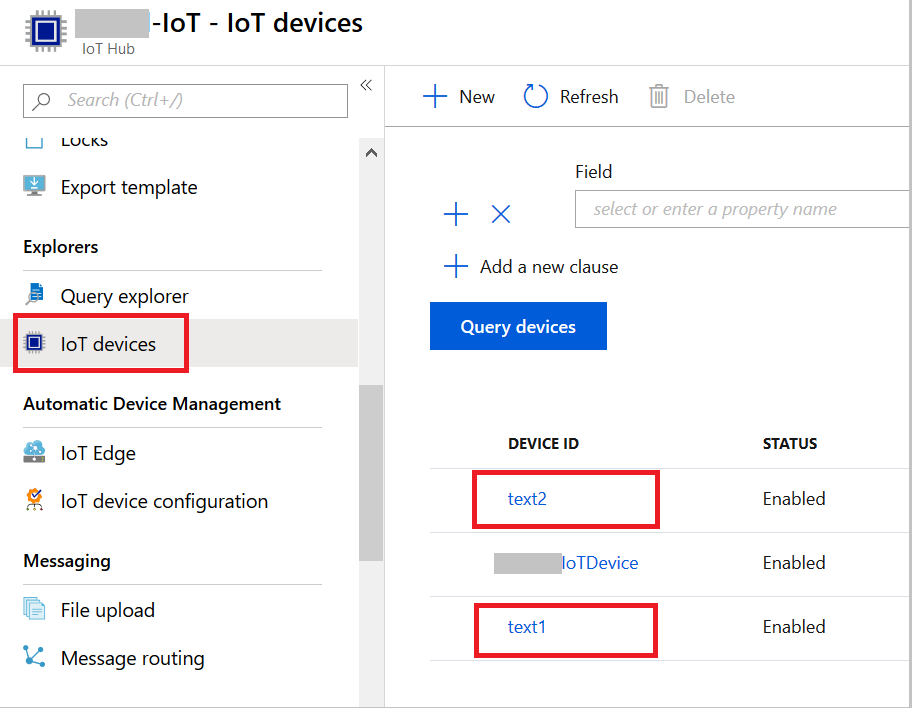 -IoT - IoT devices
IoT Hub
Search (Ctrl+/)
«
Locks
Export template
Explorers
Query explorer
IoT devices
Automatic Device Management
IoT Edge
IoT device configuration
Messaging
File upload
Message routing
New
Refresh
Delete
Field
select or enter a property name
Add a new clause
Query devices
DEVICE ID
STATUS
text2
Enabled
IoTDevice
Enabled
text1
Enabled